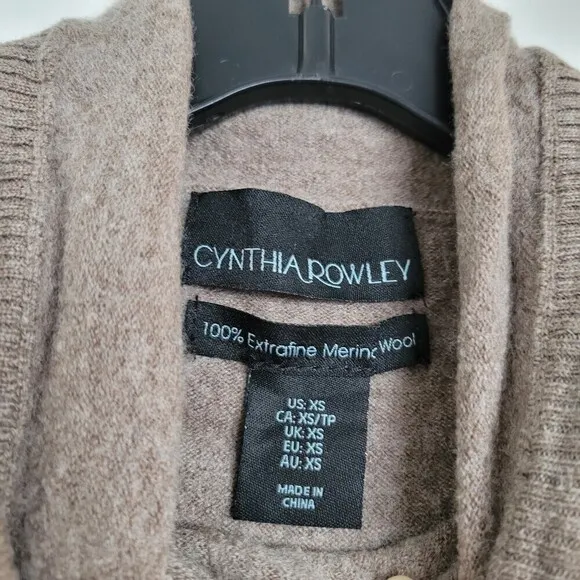 CYNTHIA ROWLEY
100% Extrafine Merino Wool
US: XS
CA: XS/TP
UK: XS
EU: XS
AU: XS
MADE IN
CHINA